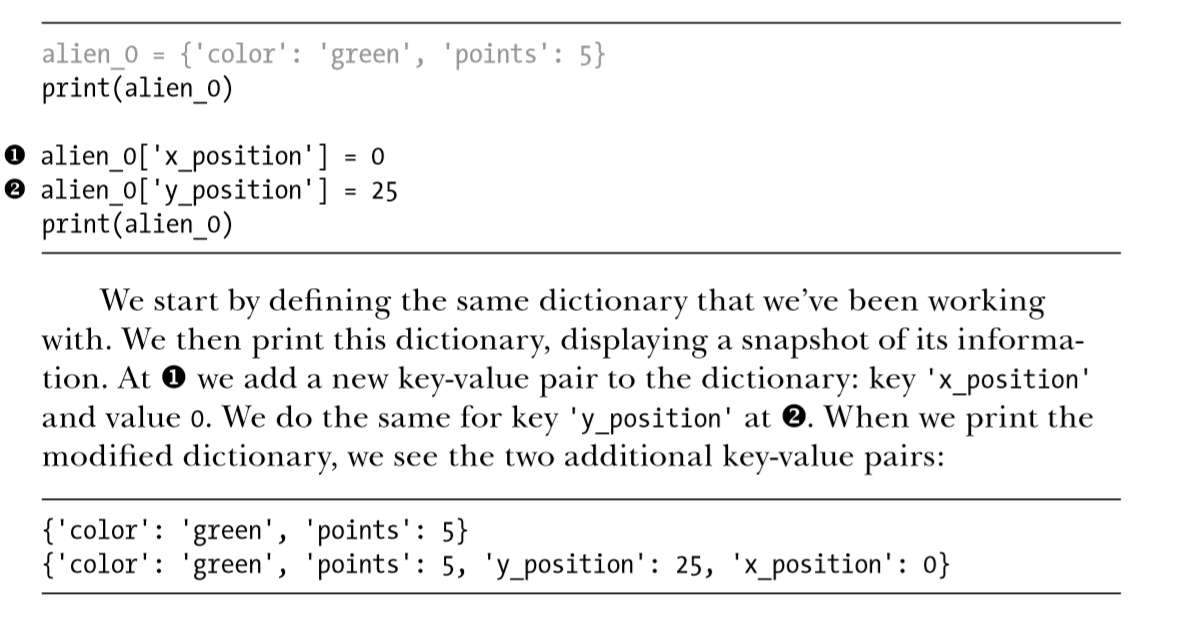 alien_0 = {'color': 'green', 'points': 5}
print(alien_0)
❶ alien_0['x_position'] = 0
❷ alien_0['y_position'] = 25
print(alien_0)
We start by defining the same dictionary that we’ve been working
with. We then print this dictionary, displaying a snapshot of its informa-
tion. At ❶ we add a new key-value pair to the dictionary: key 'x_position'
and value 0. We do the same for key 'y_position' at ❷. When we print the
modified dictionary, we see the two additional key-value pairs:
{'color': 'green', 'points': 5}
{'color': 'green', 'points': 5, 'y_position': 25, 'x_position': 0}